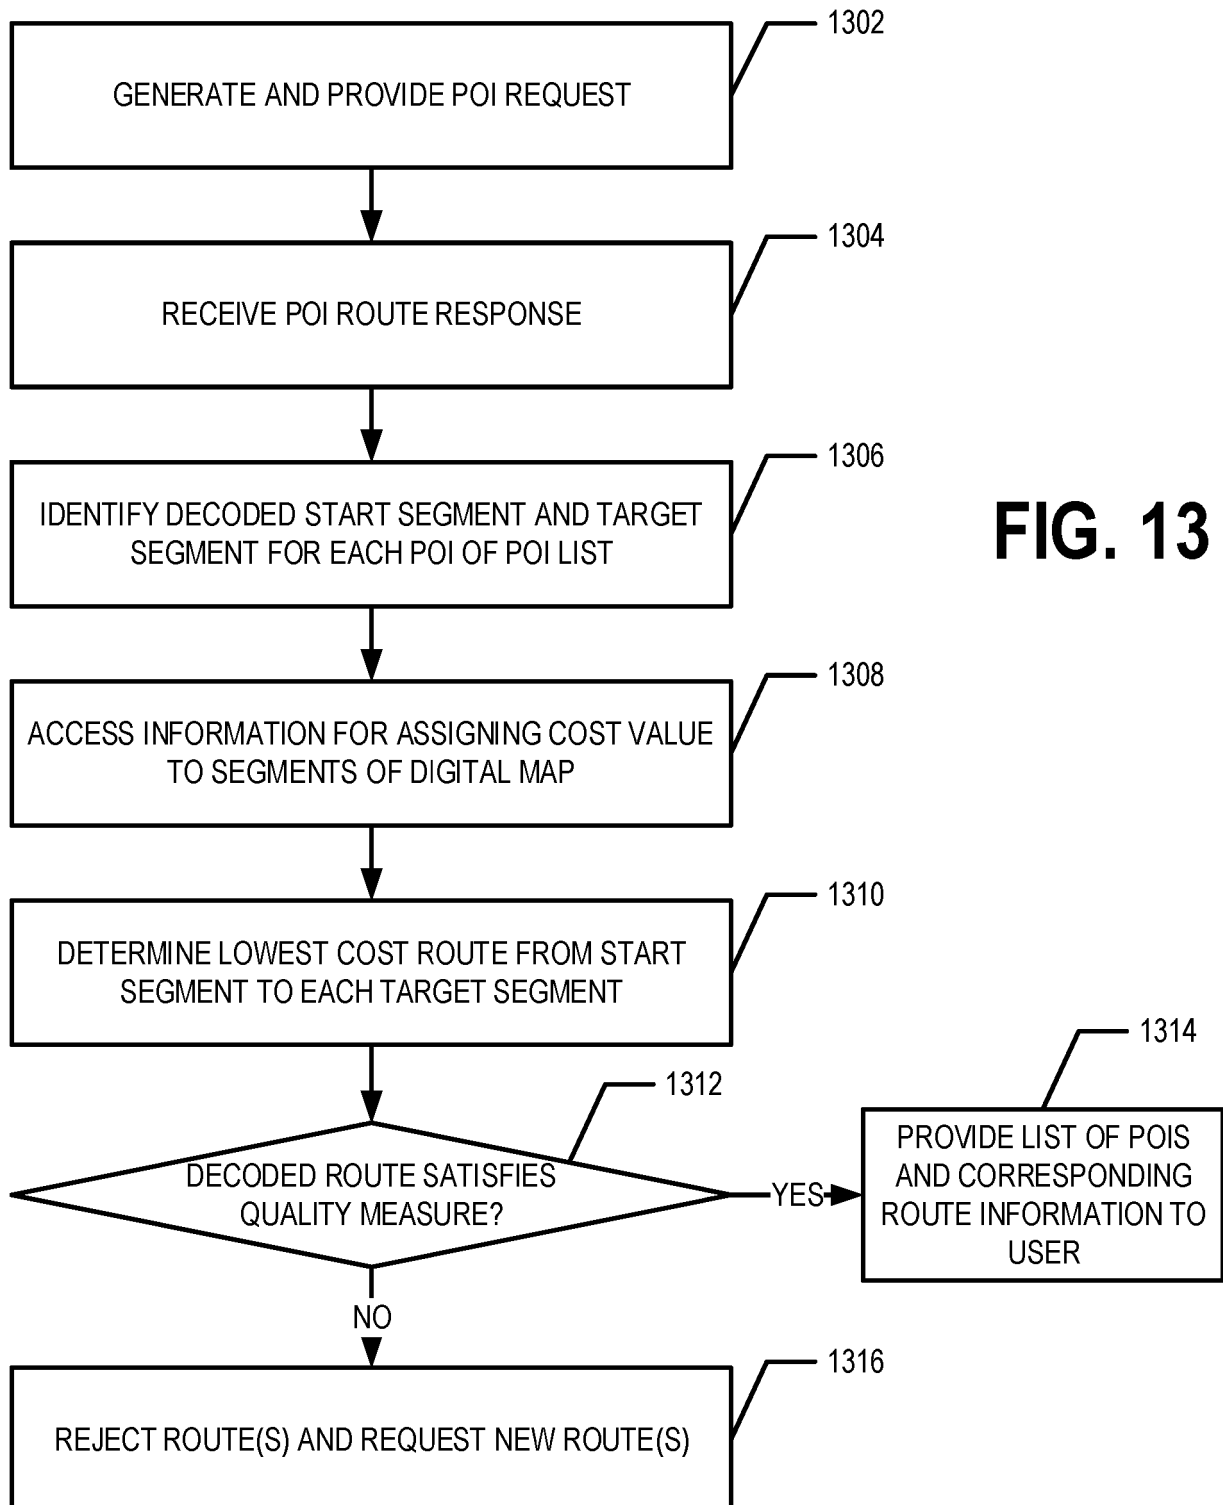 1302
GENERATE AND PROVIDE POI REQUEST
1304
RECEIVE POI ROUTE RESPONSE
1306
IDENTIFY DECODED START SEGMENT AND TARGET
SEGMENT FOR EACH POI OF POI LIST
FIG. 13
1308
ACCESS INFORMATION FOR ASSIGNING COST VALUE
TO SEGMENTS OF DIGITAL MAP
1310
DETERMINE LOWEST COST ROUTE FROM START
SEGMENT TO EACH TARGET SEGMENT
1312
DECODED ROUTE SATISFIES
QUALITY MEASURE?
YES
1314
PROVIDE LIST OF POIS
AND CORRESPONDING
ROUTE INFORMATION TO
USER
NO
1316
REJECT ROUTE(S) AND REQUEST NEW ROUTE(S)